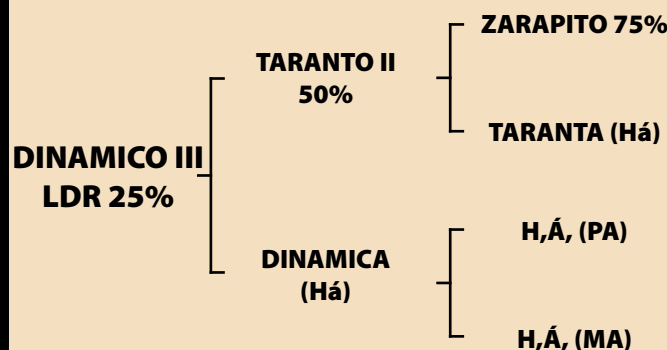 ZARAPITO 75%
TARANTO II
50%
TARANTA (Há)
DINAMICO III
LDR 25%
H,Á, (PA)
DINAMICA
(Há)
H,Á, (MA)